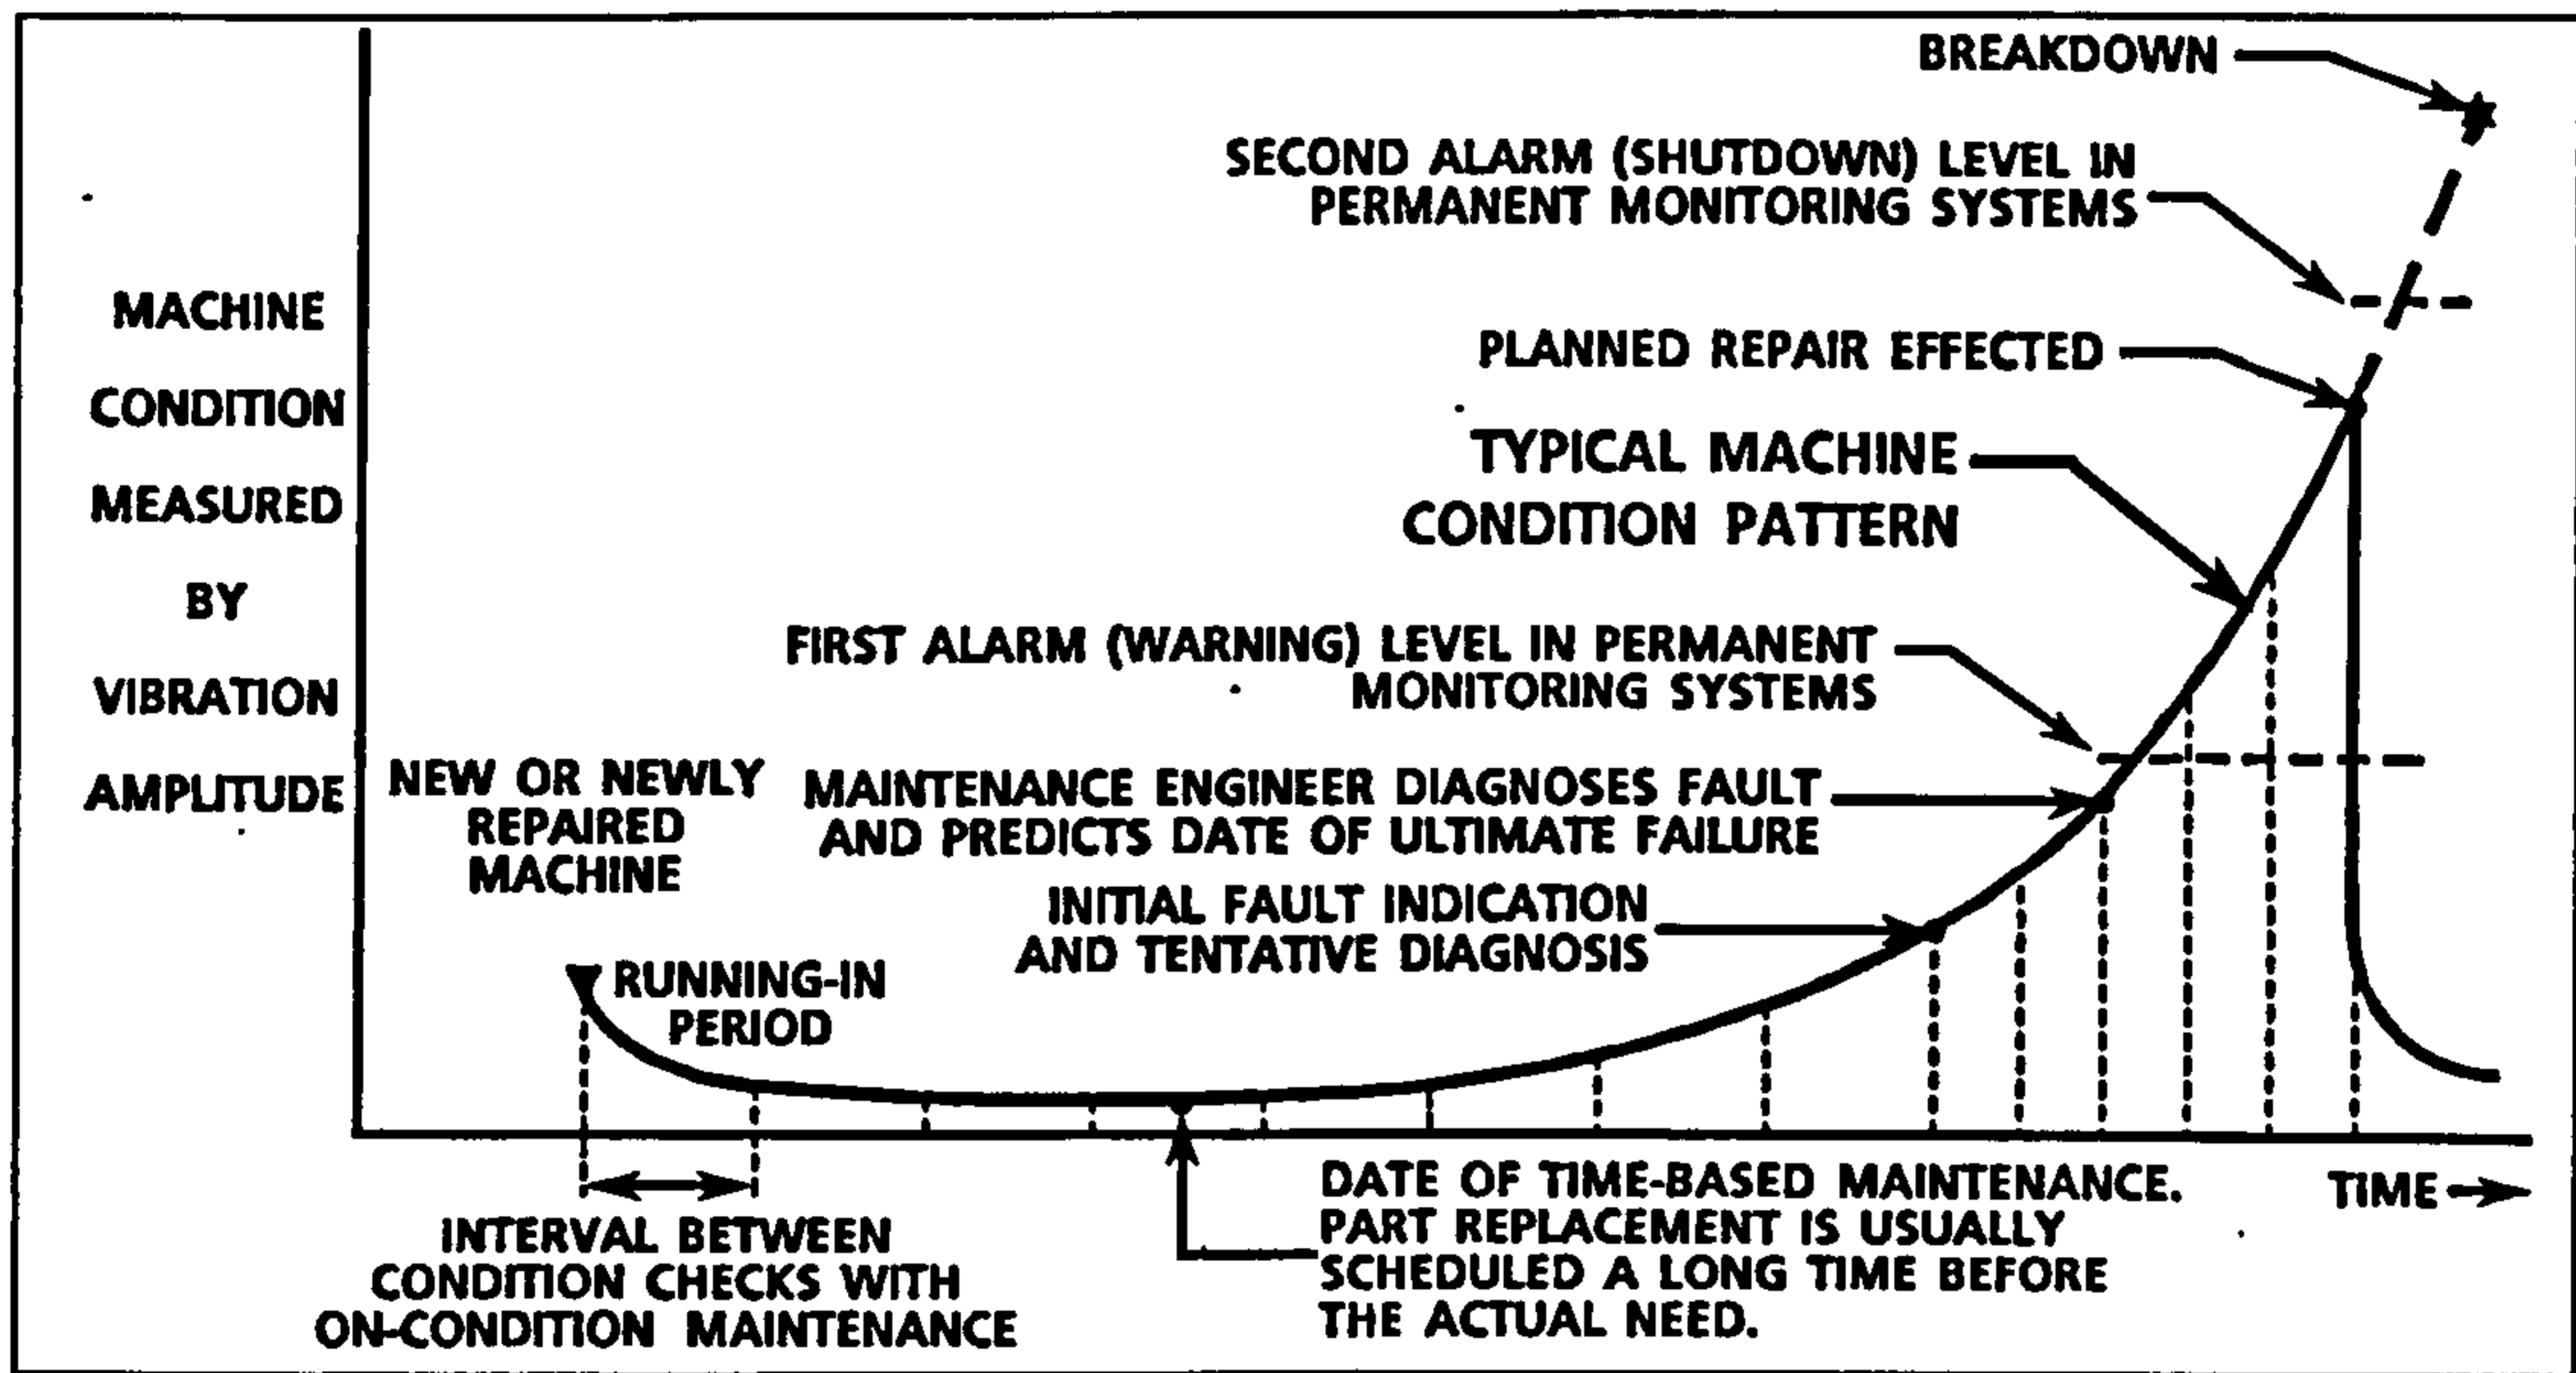 BREAKDOWN
SECOND ALARM (SHUTDOWN) LEVEL IN
PERMANENT MONITORING SYSTEMS
PLANNED REPAIR EFFECTED
TYPICAL MACHINE
CONDITION PATTERN
FIRST ALARM (WARNING) LEVEL IN PERMANENT
MONITORING SYSTEMS
MAINTENANCE ENGINEER DIAGNOSES FAULT
AND PREDICTS DATE OF ULTIMATE FAILURE
INITIAL FAULT INDICATION
AND TENTATIVE DIAGNOSIS
MACHINE
CONDITION
MEASURED
BY
VIBRATION
AMPLITUDE
NEW OR NEWLY
REPAIRED
MACHINE
RUNNING-IN
PERIOD
INTERVAL BETWEEN
CONDITION CHECKS WITH
ON-CONDITION MAINTENANCE
DATE OF TIME-BASED MAINTENANCE.
PART REPLACEMENT IS USUALLY
SCHEDULED A LONG TIME BEFORE
THE ACTUAL NEED.
TIME